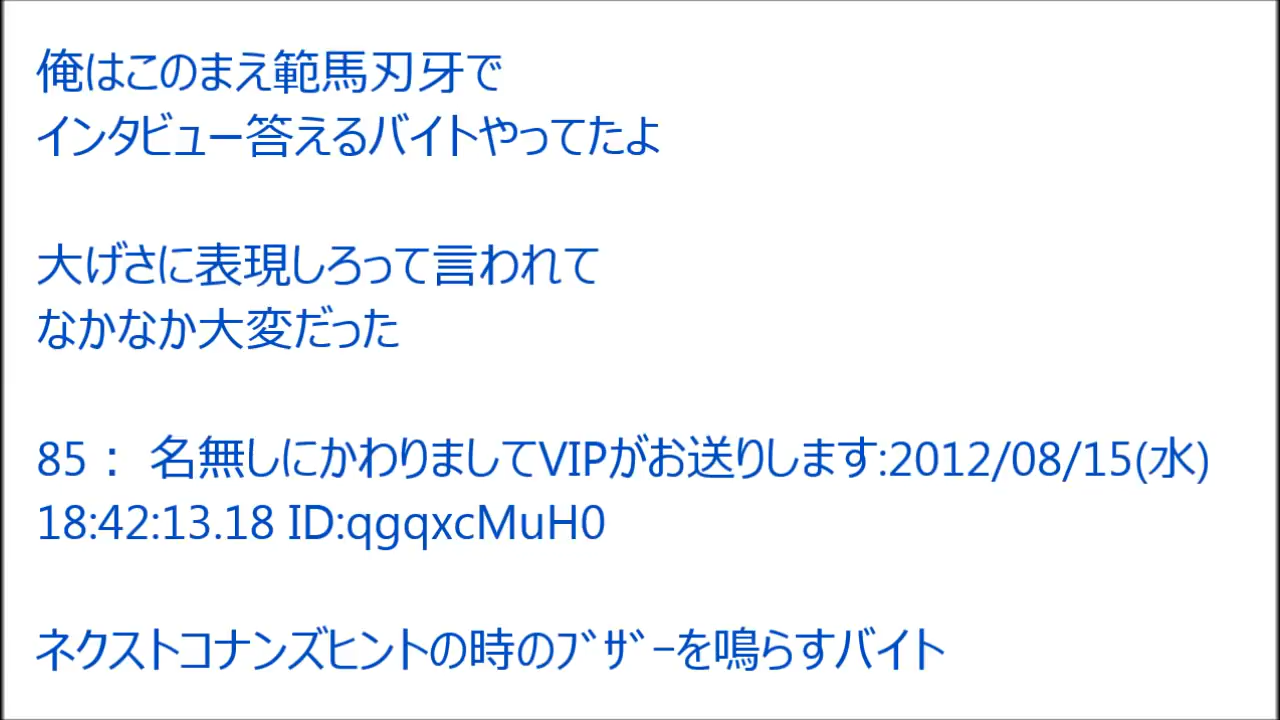 俺はこのまえ範馬刃牙で
インタビュー答えるバイトやってたよ
大げさに表現しろって言われて
なかなか大変だった
85： 名無しにかわりましてVIPがお送りします:2012/08/15(水)
18:42:13.18 ID:qgqxcMuH0
ネクストコナンズヒントの時のﾌﾞｻﾞｰを鳴らすバイト